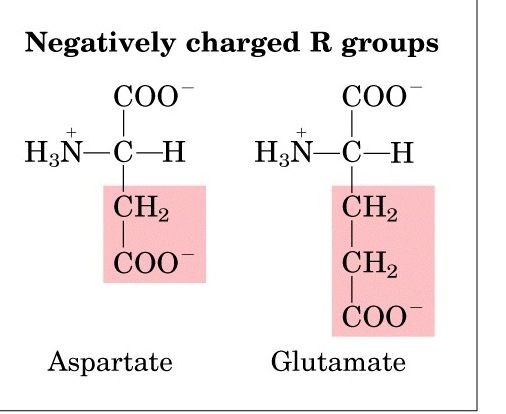 Negatively charged R groups
COO⁻ COO⁻
H₃N⁺—C—H H₃N⁺—C—H
CH₂ CH₂
COO⁻ CH₂
COO⁻
Aspartate Glutamate